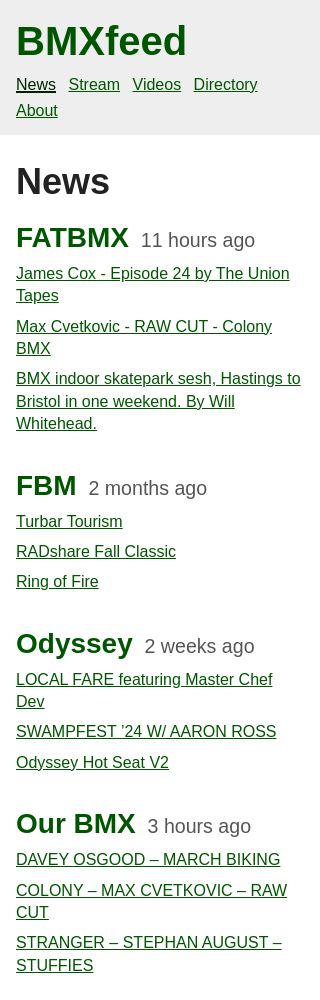 BMXfeed
News Stream Videos Directory
About
News
FATBMX 11 hours ago
James Cox - Episode 24 by The Union
Tapes
Max Cvetkovic - RAW CUT - Colony
BMX
BMX indoor skatepark sesh, Hastings to
Bristol in one weekend. By Will
Whitehead.
FBM 2 months ago
Turbar Tourism
RADshare Fall Classic
Ring of Fire
Odyssey 2 weeks ago
LOCAL FARE featuring Master Chef
Dev
SWAMPFEST ’24 W/ AARON ROSS
Odyssey Hot Seat V2
Our BMX 3 hours ago
DAVEY OSGOOD – MARCH BIKING
COLONY – MAX CVETKOVIC – RAW
CUT
STRANGER – STEPHAN AUGUST –
STUFFIES